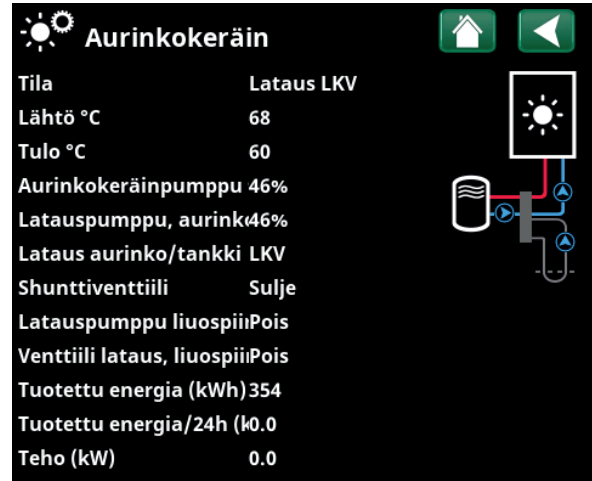 Aurinkokeräin
Tila Lataus LKV
Lähtö °C 68
Tulo °C 60
Aurinkokeräinpumppu 46%
Latauspumppu, aurink 46%
Lataus aurinko/tankki LKV
Shunttiventtiili Sulje
Latauspumppu liuospii Pois
Venttiili lataus, liuospii Pois
Tuotettu energia (kWh) 354
Tuotettu energia/24h ( 0.0
Teho (kW) 0.0